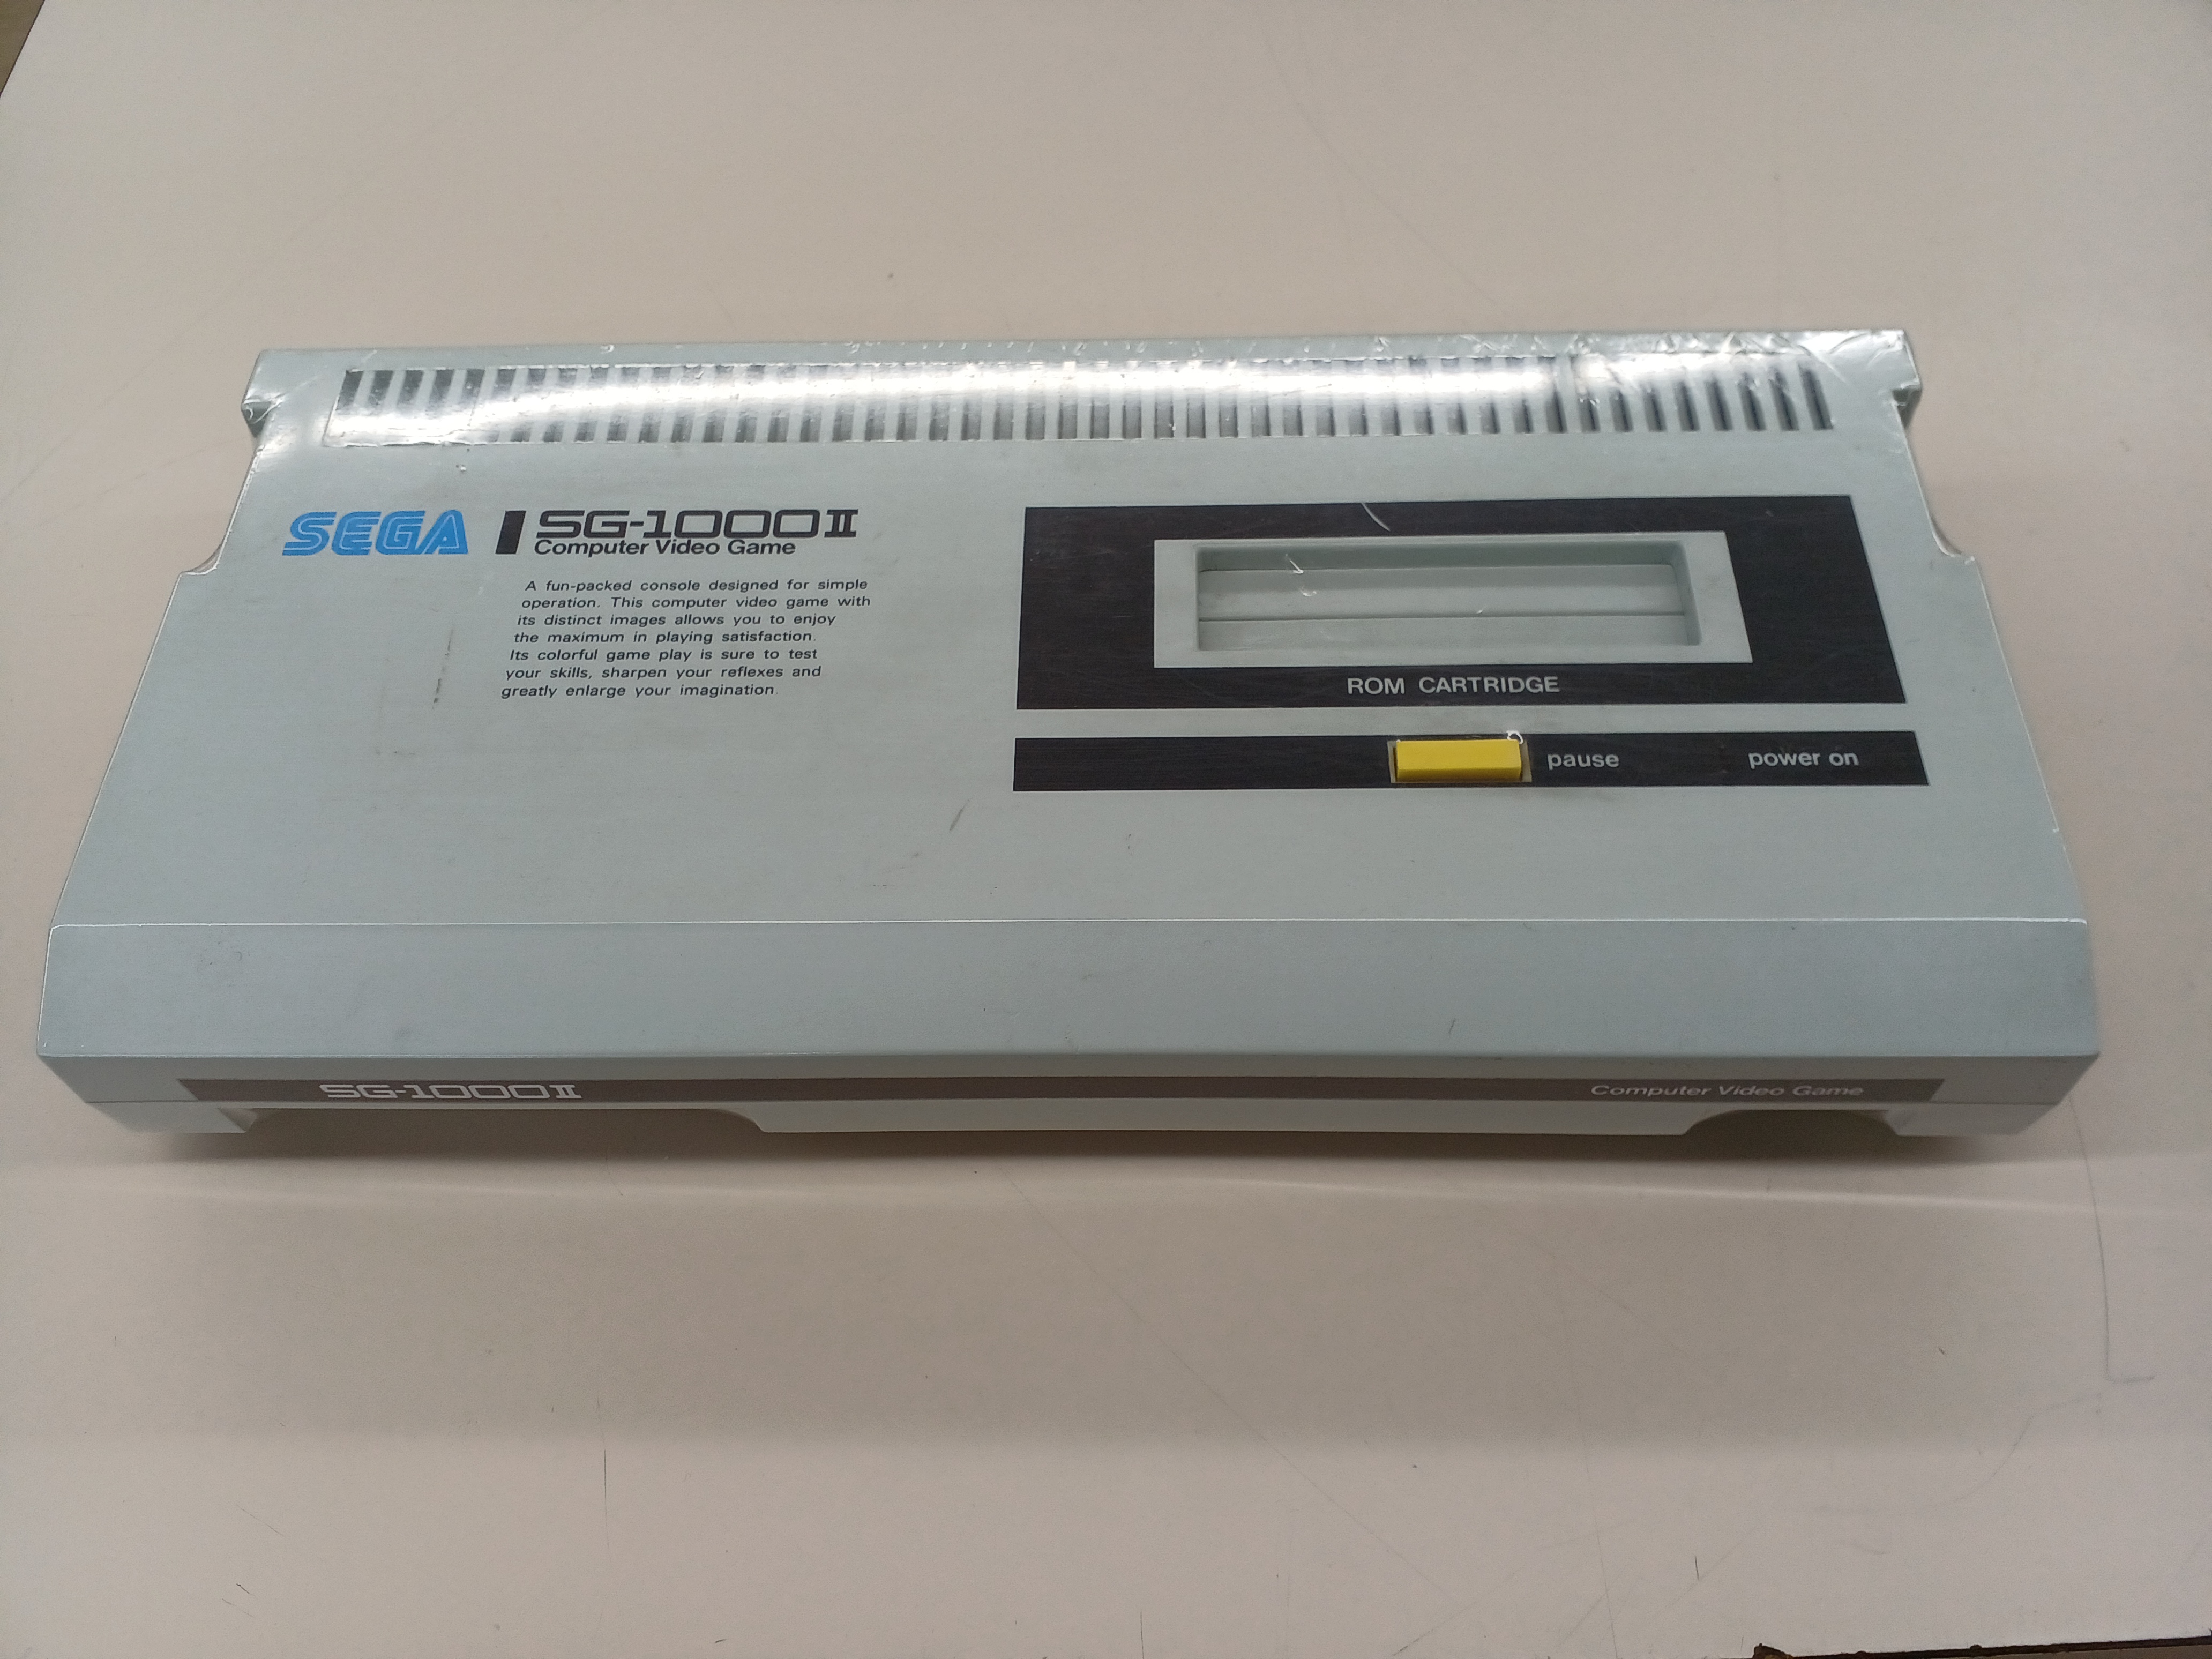 SEGA SG-1000II
Computer Video Game
A fun-packed console designed for simple
operation. This computer video game with
its distinct images allows you to enjoy
the maximum in playing satisfaction.
Its colorful game play is sure to test
your skills, sharpen your reflexes and
greatly enlarge your imagination.
ROM CARTRIDGE
pause power on
SG-1000II Computer Video Game